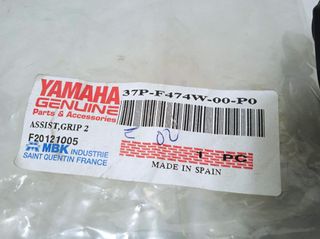 YAMAHA
GENUINE
Parts & Accessories
37P-F474W-00-P0
ASSIST,GRIP 2
F20121005
MBK INDUSTRIE
SAINT QUENTIN FRANCE
1 PC
MADE IN SPAIN